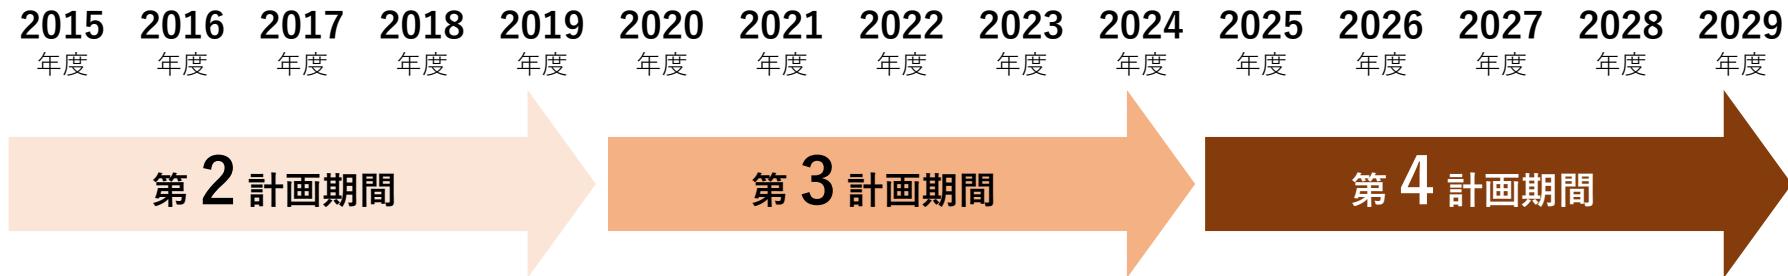 2015 2016 2017 2018 2019 2020 2021 2022 2023 2024 2025 2026 2027 2028 2029
年度 年度 年度 年度 年度 年度 年度 年度 年度 年度 年度 年度 年度 年度 年度
第 2 計画期間 第 3 計画期間 第 4 計画期間